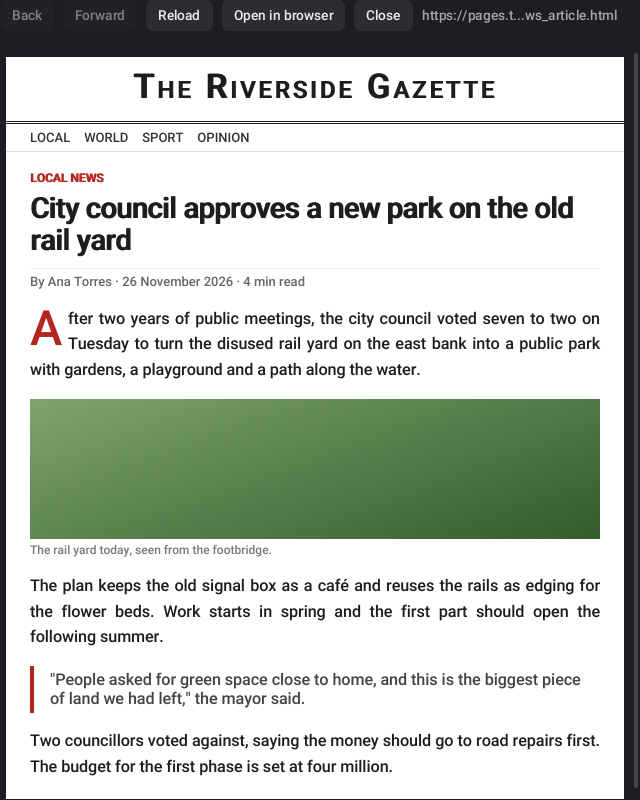 Back Forward Reload Open in browser Close https://pages.t...ws_article.html
The Riverside Gazette
LOCAL WORLD SPORT OPINION
LOCAL NEWS
City council approves a new park on the old
rail yard
By Ana Torres · 26 November 2026 · 4 min read
After two years of public meetings, the city council voted seven to two on
Tuesday to turn the disused rail yard on the east bank into a public park
with gardens, a playground and a path along the water.
The rail yard today, seen from the footbridge.
The plan keeps the old signal box as a café and reuses the rails as edging for
the flower beds. Work starts in spring and the first part should open the
following summer.
"People asked for green space close to home, and this is the biggest piece
of land we had left," the mayor said.
Two councillors voted against, saying the money should go to road repairs first.
The budget for the first phase is set at four million.